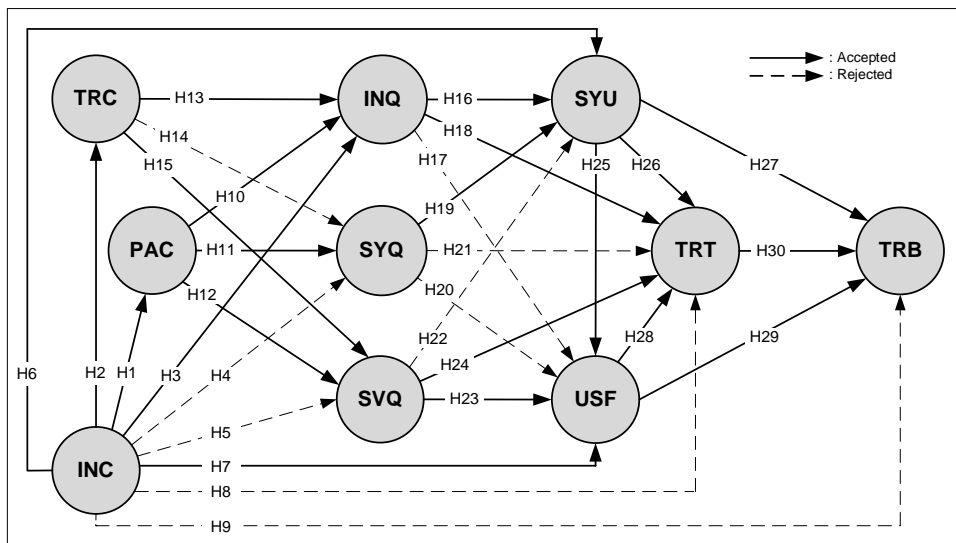 : Accepted
: Rejected
TRC
H13
INQ
H16
SYU
H14
H18
H15
H17
H25
H26
H27
H10
H19
PAC
H11
SYQ
H21
TRT
H30
TRB
H12
H20
H22
H24
H28
H29
H6
H2
H1
H3
H4
SVQ
H23
USF
H5
INC
H7
H8
H9